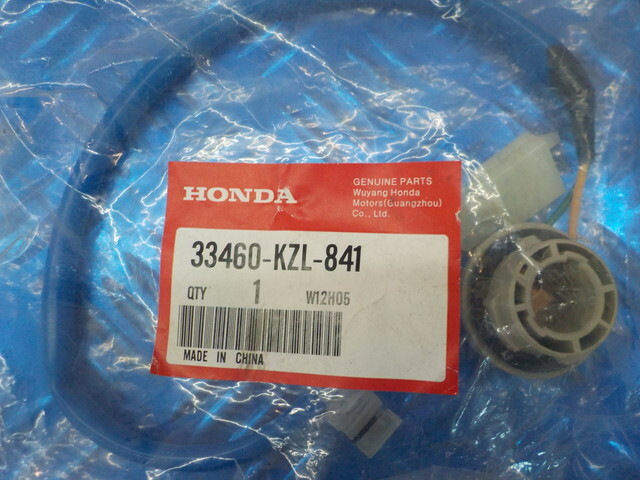 HONDA
GENUINE PARTS
Wuyang Honda
Motors(Guangzhou)
Co., Ltd.
33460-KZL-841
QTY 1 W12H05
MADE IN CHINA